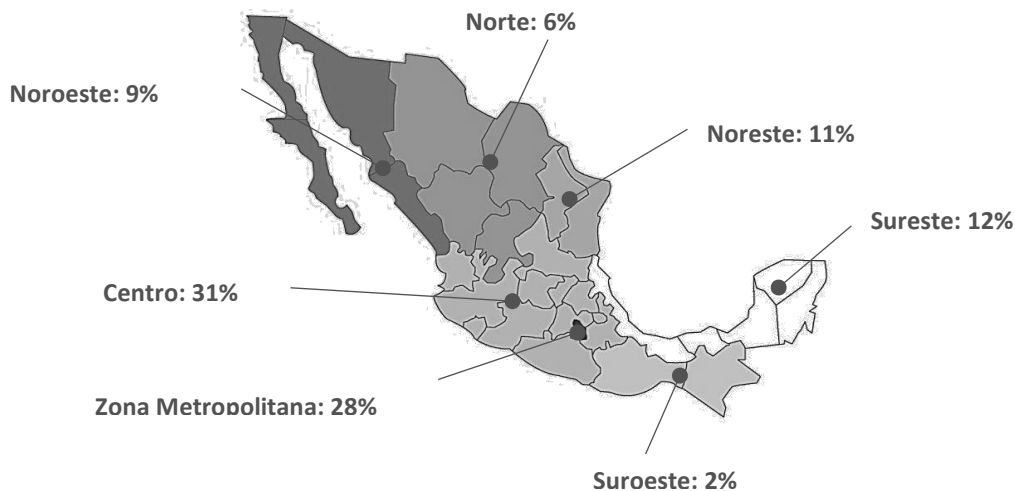 Norte: 6%
Noroeste: 9%
Noreste: 11%
Sureste: 12%
Centro: 31%
Zona Metropolitana: 28%
Suroeste: 2%